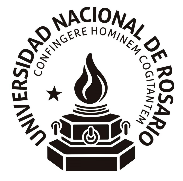 UNIVERSIDAD NACIONAL DE ROSARIO
CONFINGERE HOMINEM COGITANTEM